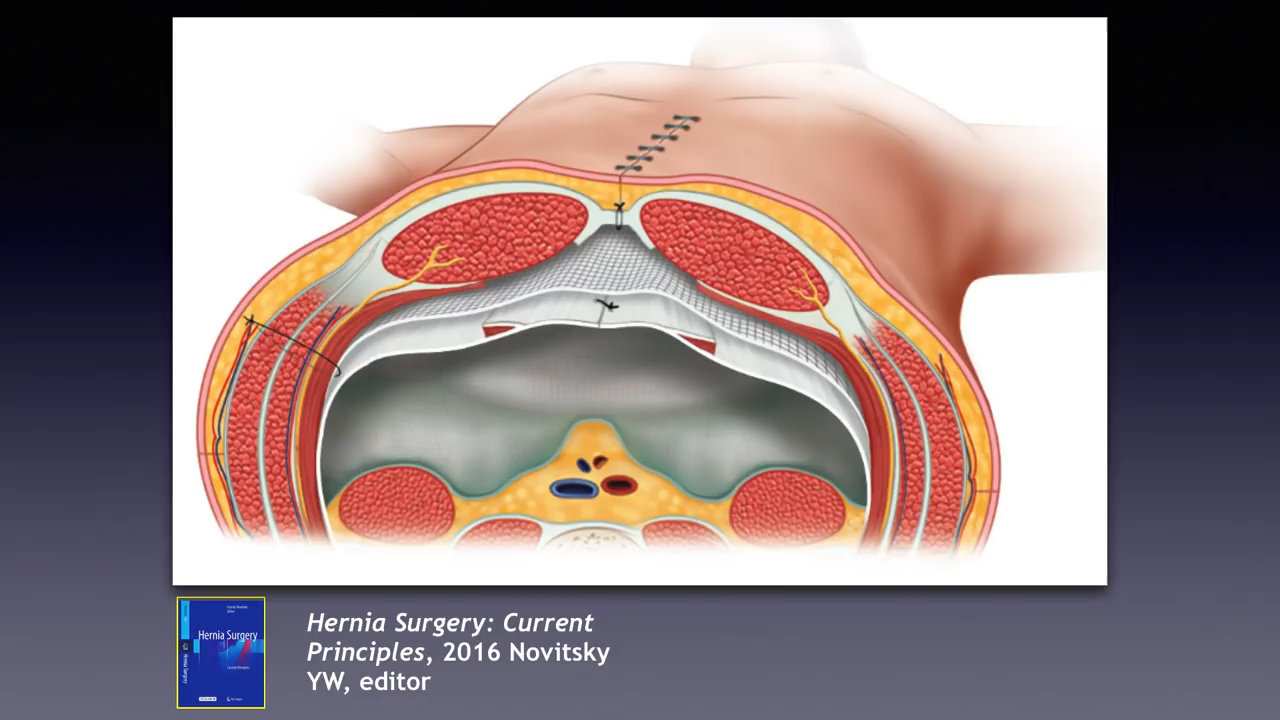 Hernia Surgery
Hernia Surgery: Current
Principles, 2016 Novitsky
YW, editor